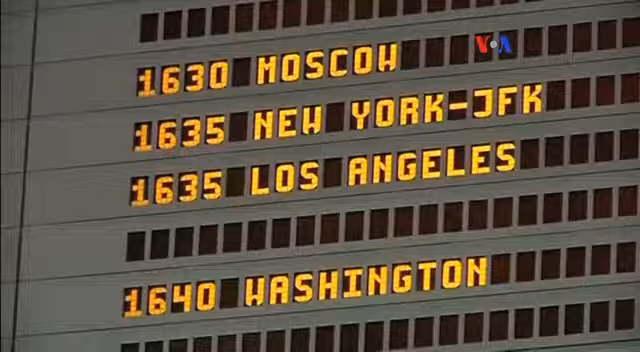 VOA
1630 MOSCOW
1635 NEW YORK-JFK
1635 LOS ANGELES
1640 WASHINGTON